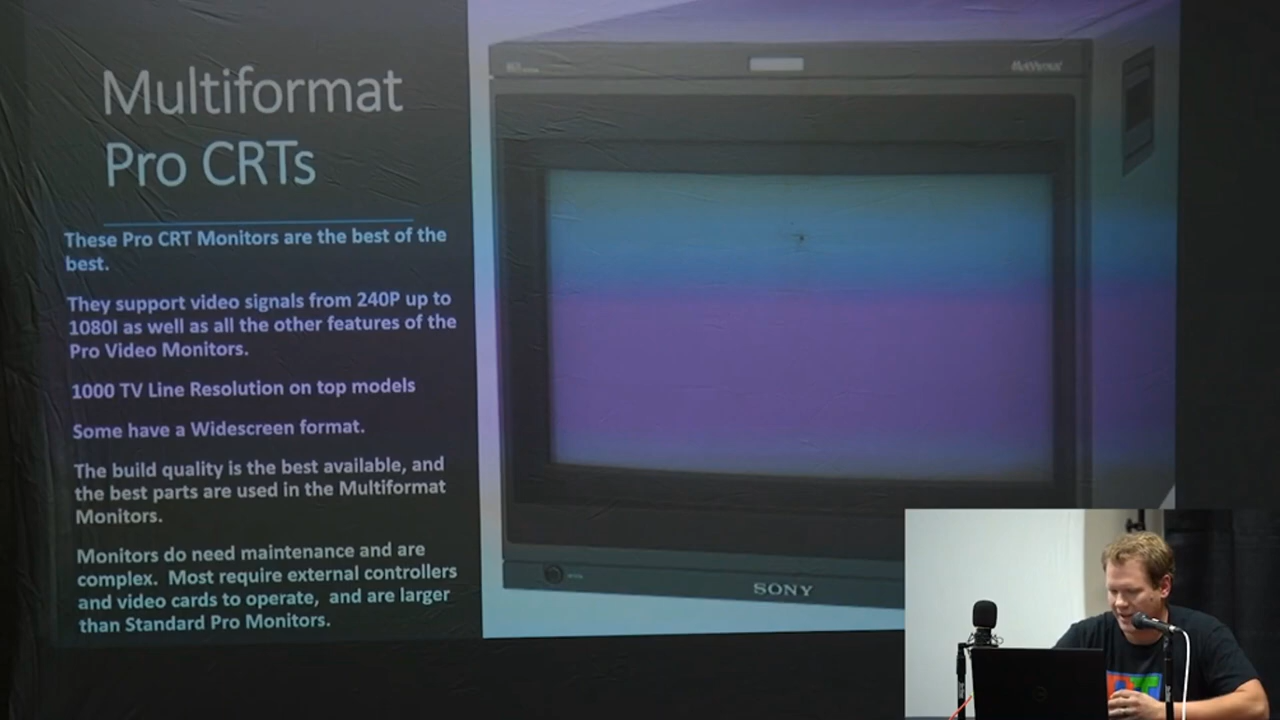 Multiformat
Pro CRTs
These Pro CRT Monitors are the best of the
best.
They support video signals from 240P up to
1080I as well as all the other features of the
Pro Video Monitors.
1000 TV Line Resolution on top models
Some have a Widescreen format.
The build quality is the best available, and
the best parts are used in the Multiformat
Monitors.
Monitors do need maintenance and are
complex.  Most require external controllers
and video cards to operate,  and are larger
than Standard Pro Monitors.
SONY